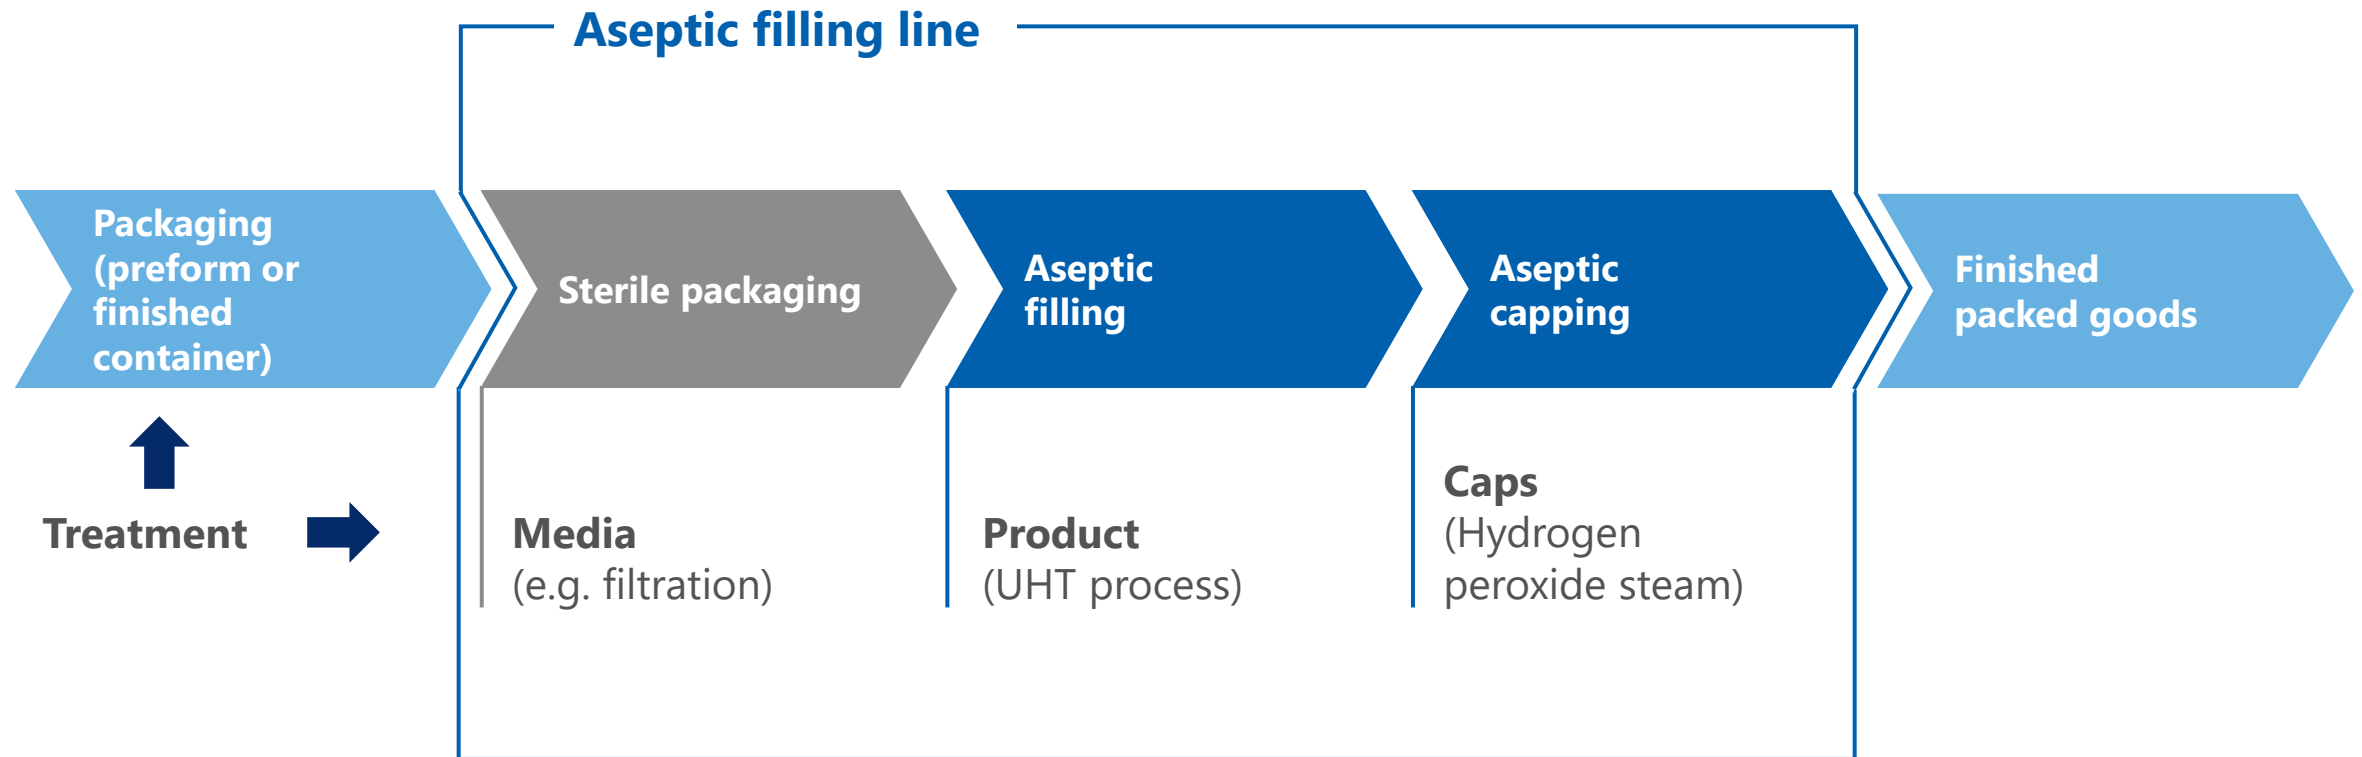 Aseptic filling line
Packaging
(preform or
finished
container)
Sterile packaging
Aseptic
filling
Aseptic
capping
Finished
packed goods
Treatment
Media
(e.g. filtration)
Product
(UHT process)
Caps
(Hydrogen
peroxide steam)